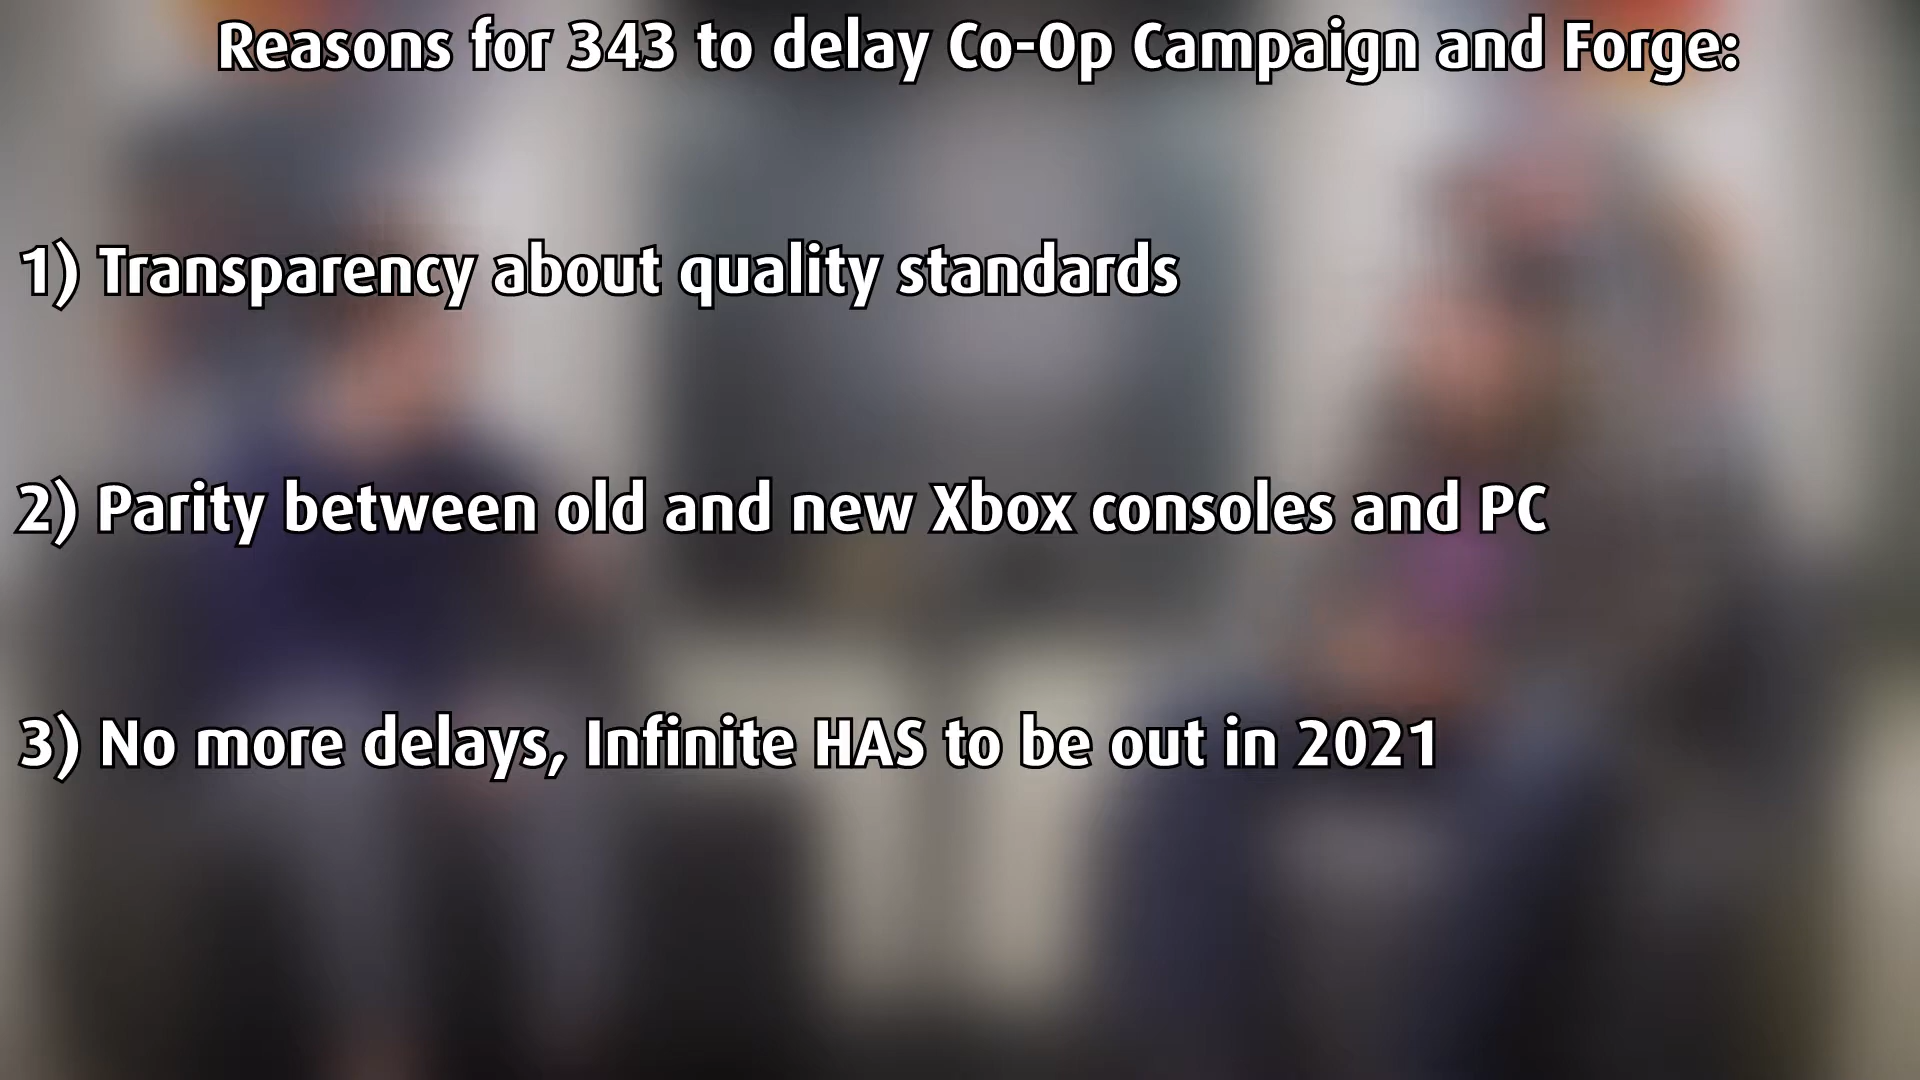 Reasons for 343 to delay Co-Op Campaign and Forge:
1) Transparency about quality standards
2) Parity between old and new Xbox consoles and PC
3) No more delays, Infinite HAS to be out in 2021